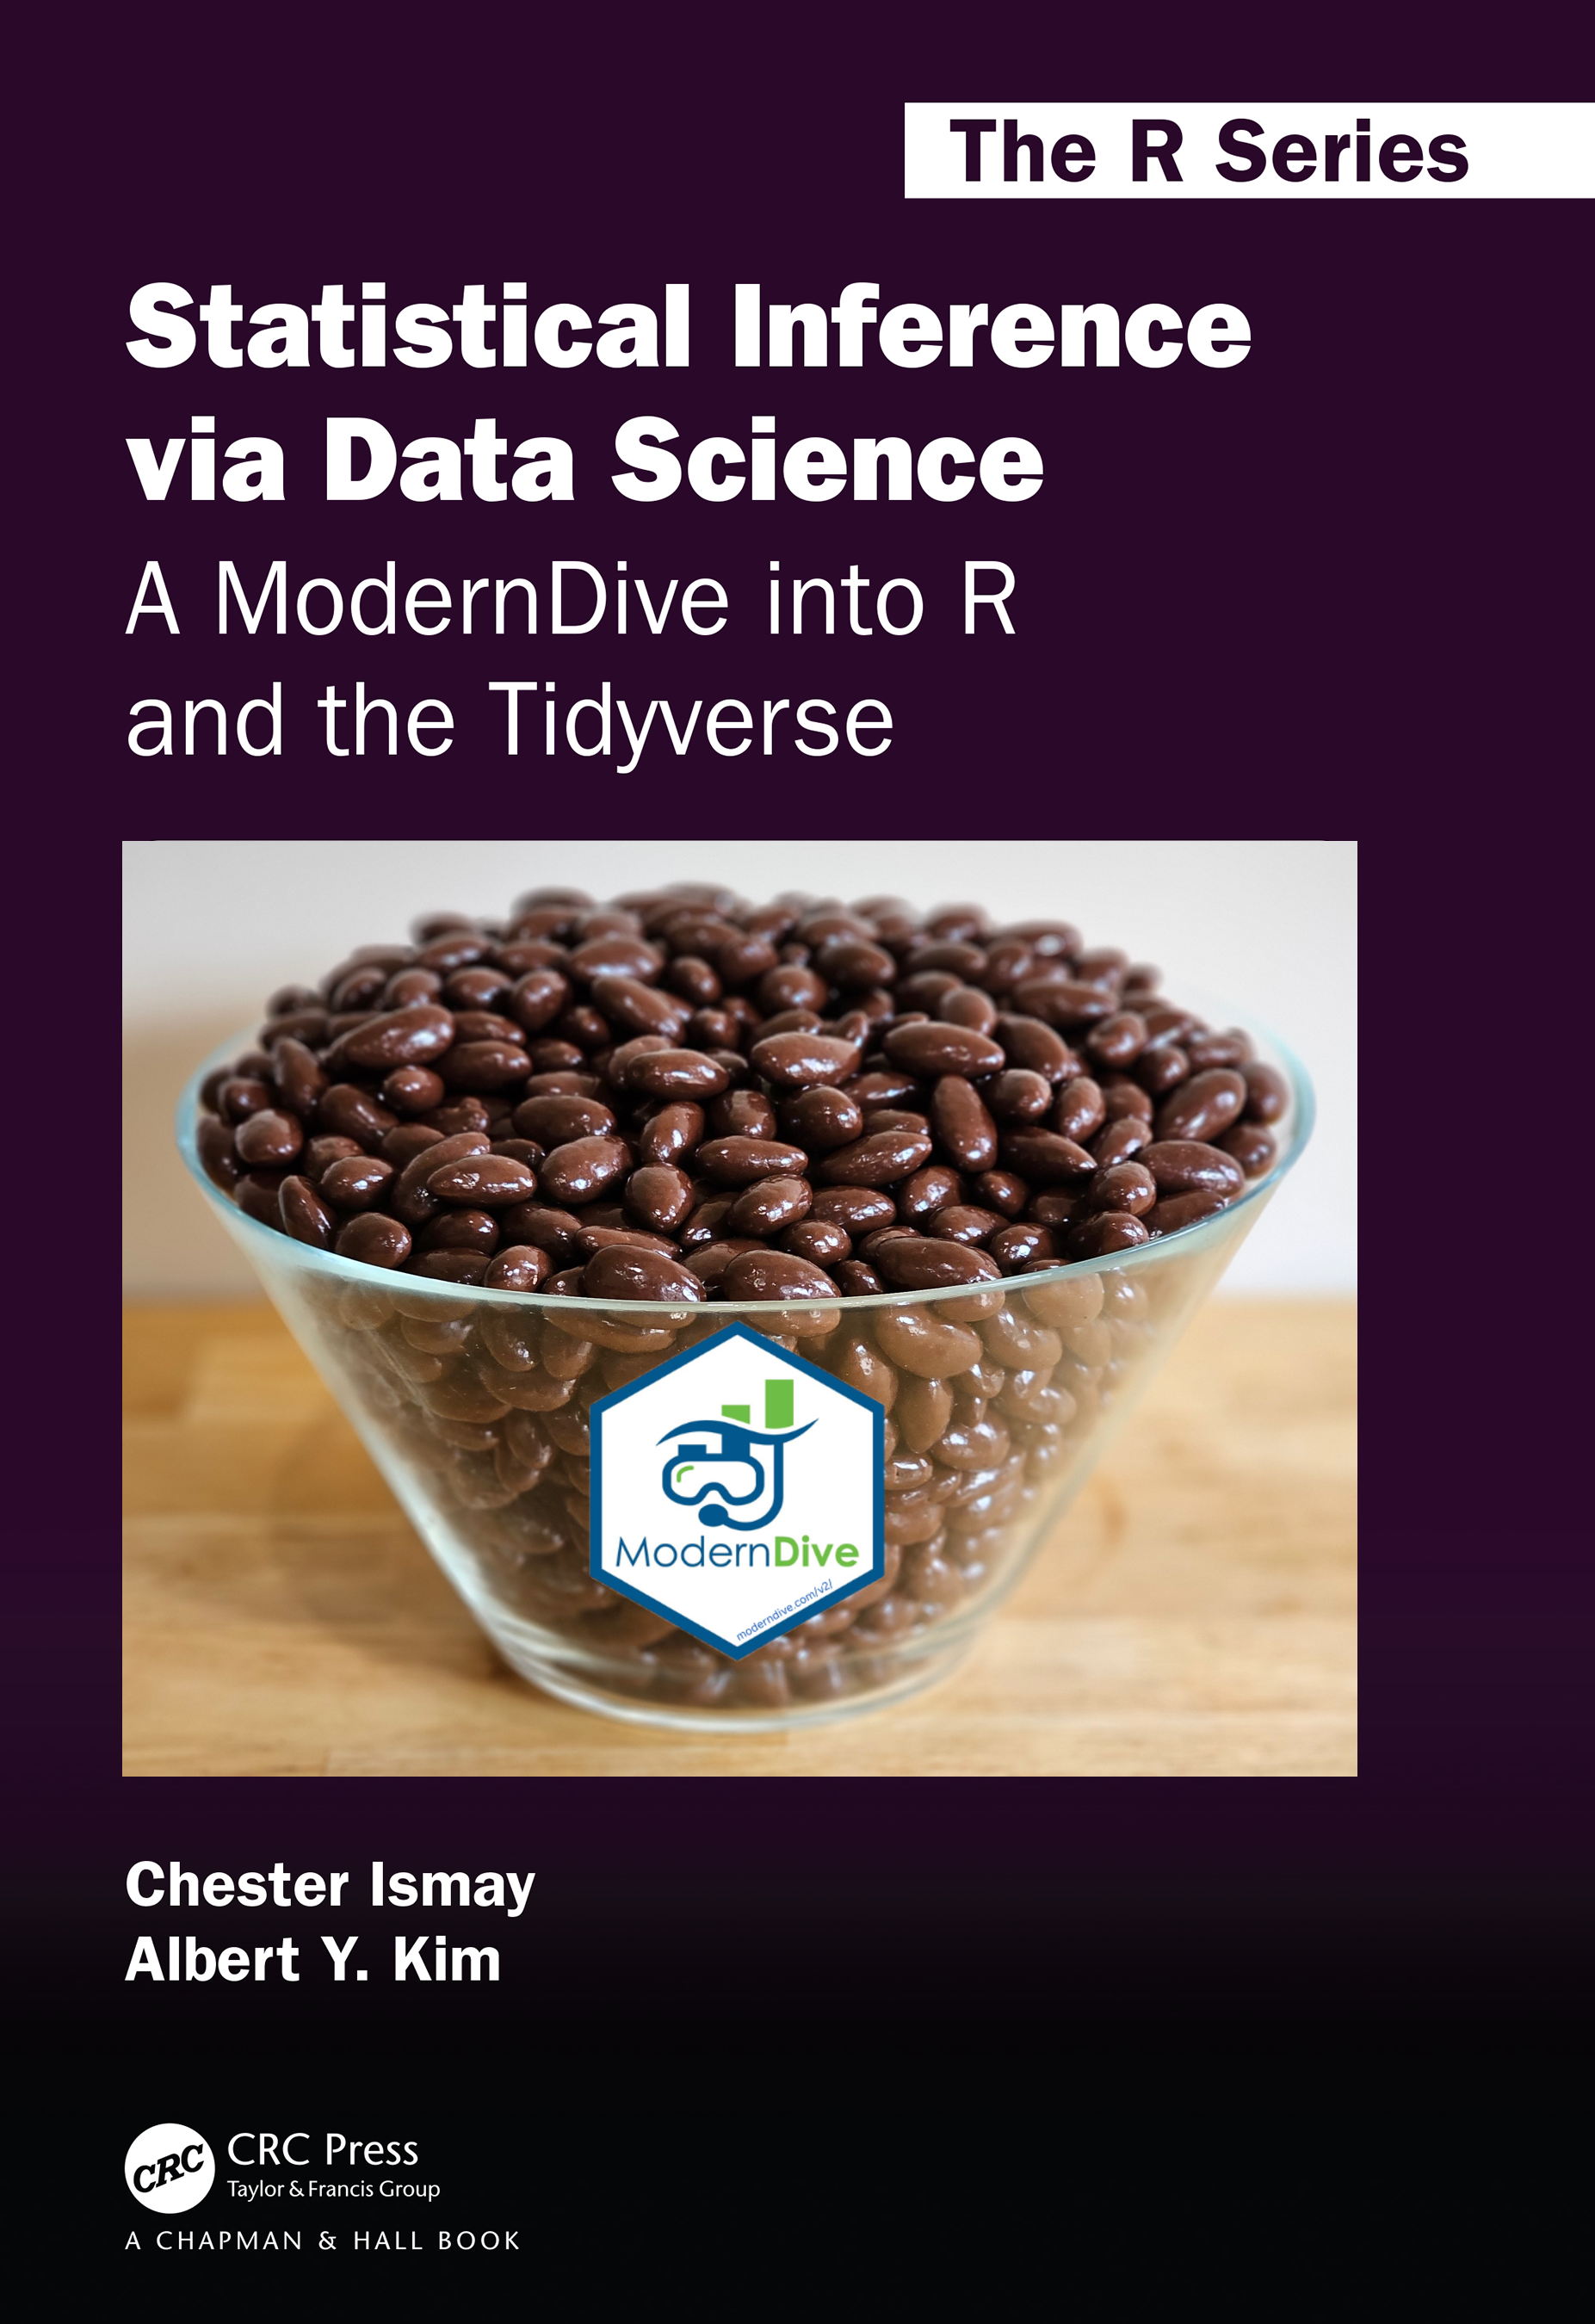 The R Series
Statistical Inference
via Data Science
A ModernDive into R
and the Tidyverse
ModernDive
moderndive.com/v2/
Chester Ismay
Albert Y. Kim
CRC
CRC Press
Taylor & Francis Group
A CHAPMAN & HALL BOOK